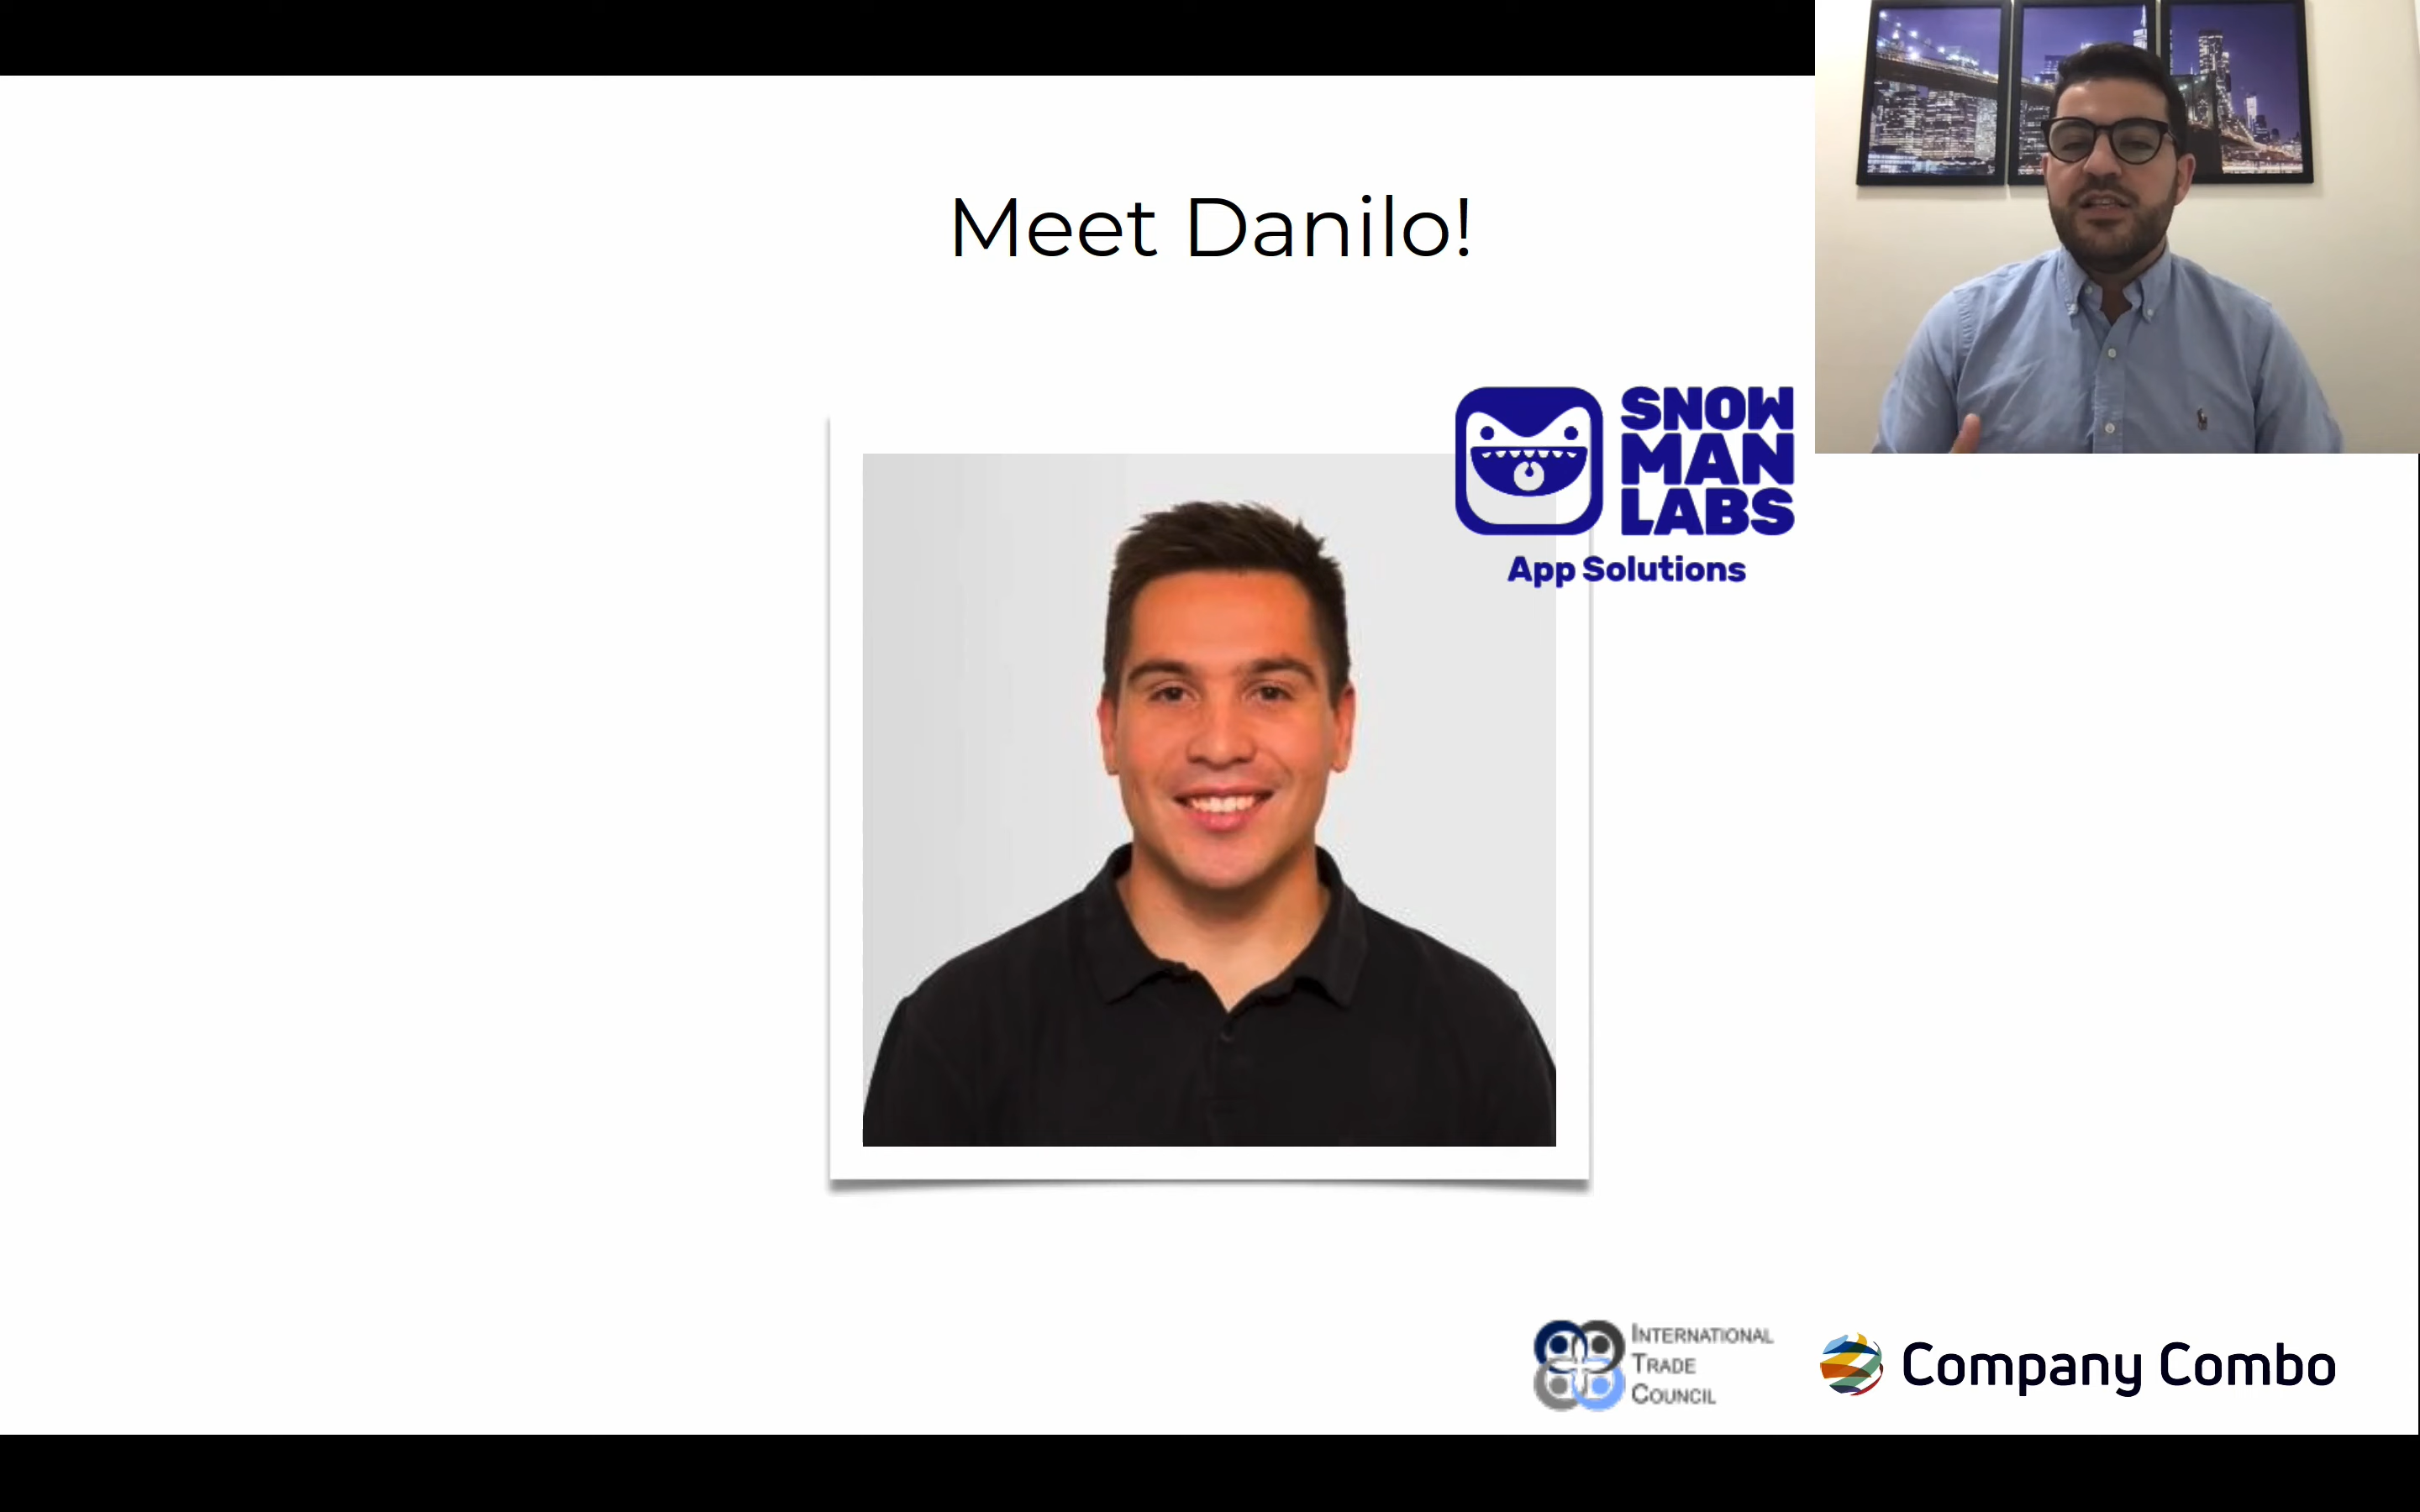 Meet Danilo!
SNOW
MAN
LABS
App Solutions
INTERNATIONAL
TRADE
COUNCIL
Company Combo